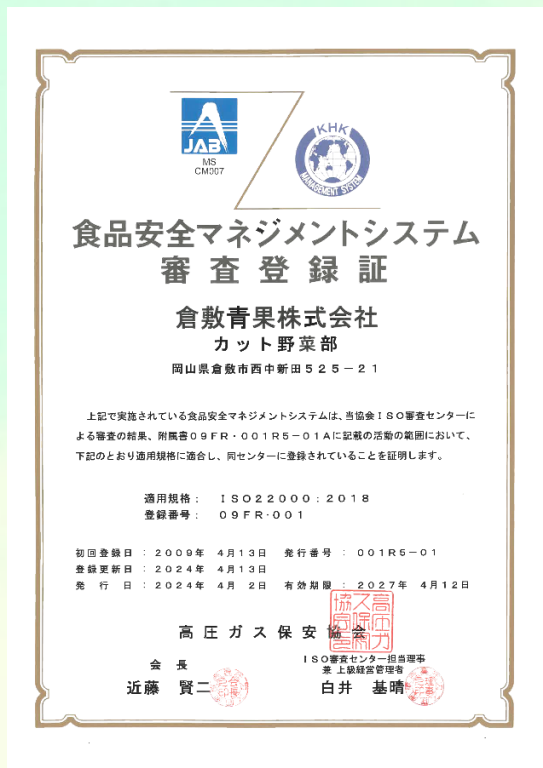 JAB
MS
CM007
KHK
MANAGEMENT SYSTEM
食品安全マネジメントシステム
審査登録証
倉敷青果株式会社
カット野菜部
岡山県倉敷市西中新田525-21
上記で実施されている食品安全マネジメントシステムは、当協会ISO審査センターに
よる審査の結果、附属書09FR・001R5-01Aに記載の活動の範囲において、
下記のとおり適用規格に適合し、同センターに登録されていることを証明します。
適用規格: ISO22000:2018
登録番号: 09FR・001
初回登録日 : 2009年 4月13日 発行番号 : 001R5-01
登録更新日 : 2024年 4月13日
発行日 : 2024年 4月 2日 有効期限 : 2027年 4月12日
高圧ガス保安協会
会長
近藤 賢二
ISO審査センター担当理事
兼 上級経営管理者
白井 基晴